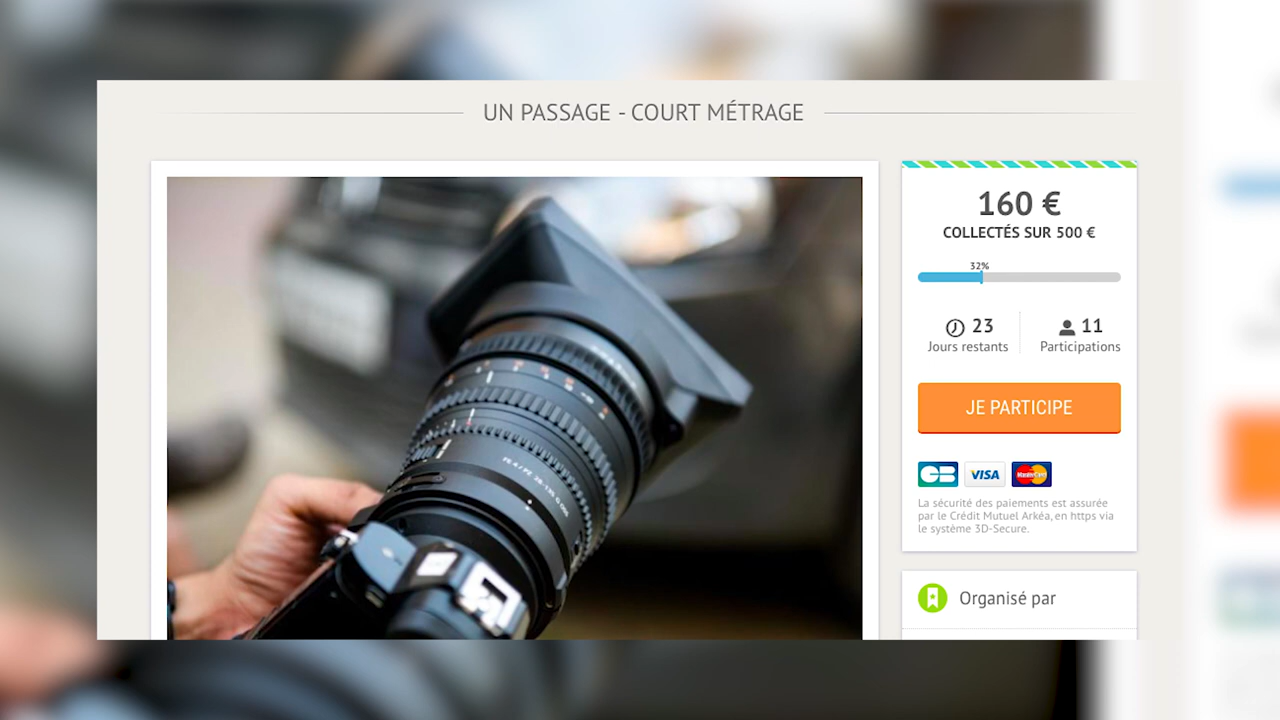 UN PASSAGE - COURT MÉTRAGE
160 €
COLLECTÉS SUR 500 €
32%
23
Jours restants
11
Participations
JE PARTICIPE
CB VISA MasterCard
La sécurité des paiements est assurée
par le Crédit Mutuel Arkéa, en https via
le système 3D-Secure.
Organisé par